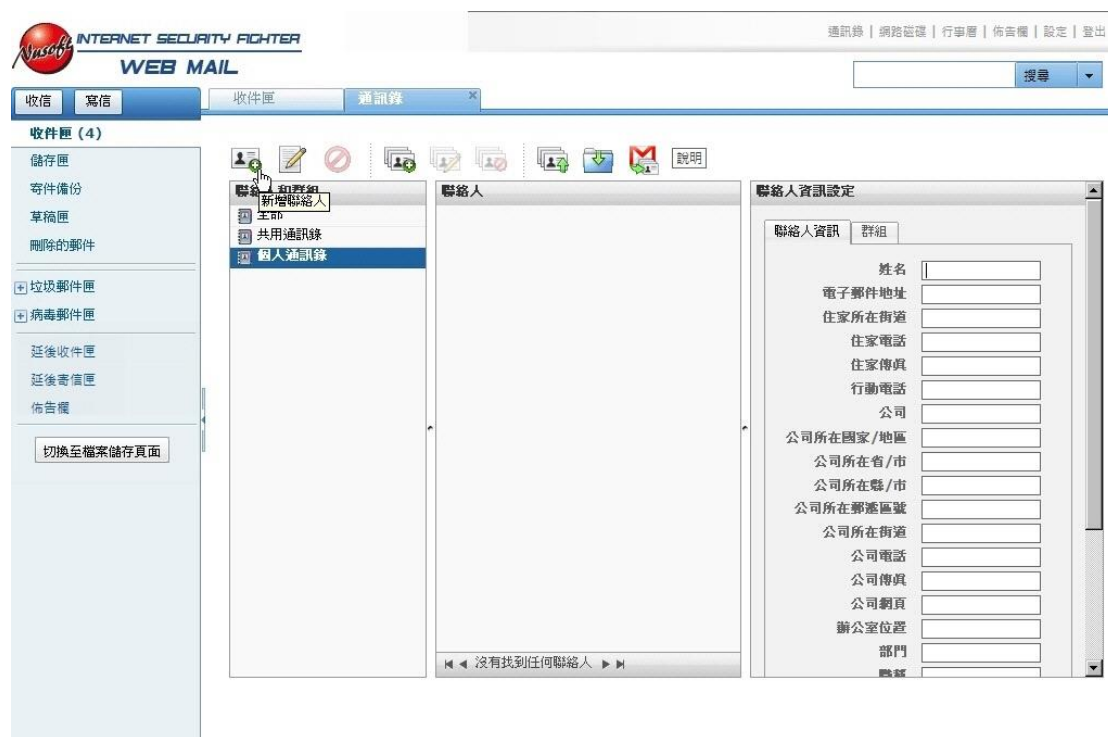 Nusoft INTERNET SECURITY FIGHTER
WEB MAIL
通訊錄 | 網路磁碟 | 行事曆 | 佈告欄 | 設定 | 登出
搜尋
收信 寫信
收件匣 通訊錄 ×
收件匣 (4)
儲存匣
寄件備份
草稿匣
刪除的郵件
垃圾郵件匣
病毒郵件匣
延後收件匣
延後寄信匣
佈告欄
切換至檔案儲存頁面
說明
聯絡人和群組
新增聯絡人
全部
共用通訊錄
個人通訊錄
聯絡人
沒有找到任何聯絡人
聯絡人資訊設定
聯絡人資訊 群組
姓名
電子郵件地址
住家所在街道
住家電話
住家傳真
行動電話
公司
公司所在國家/地區
公司所在省/市
公司所在縣/市
公司所在郵遞區號
公司所在街道
公司電話
公司傳真
公司網頁
辦公室位置
部門